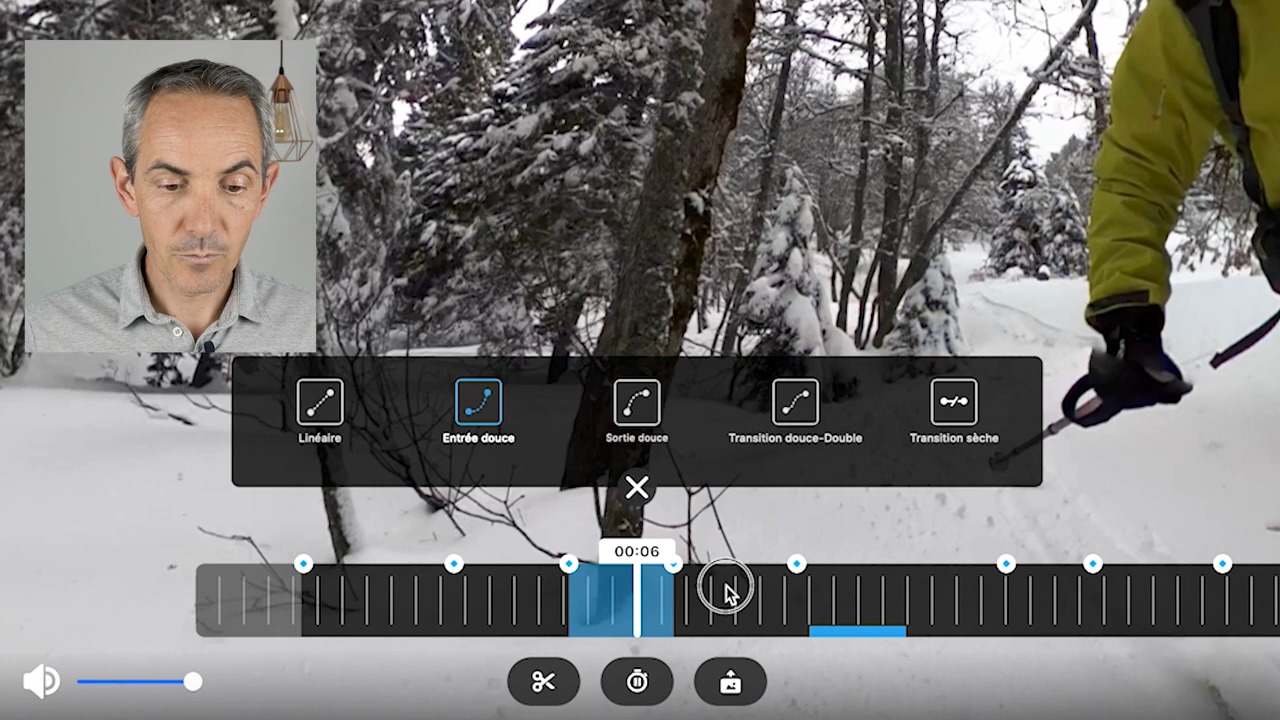 Linéaire
Entrée douce
Sortie douce
Transition douce-Double
Transition sèche
00:06